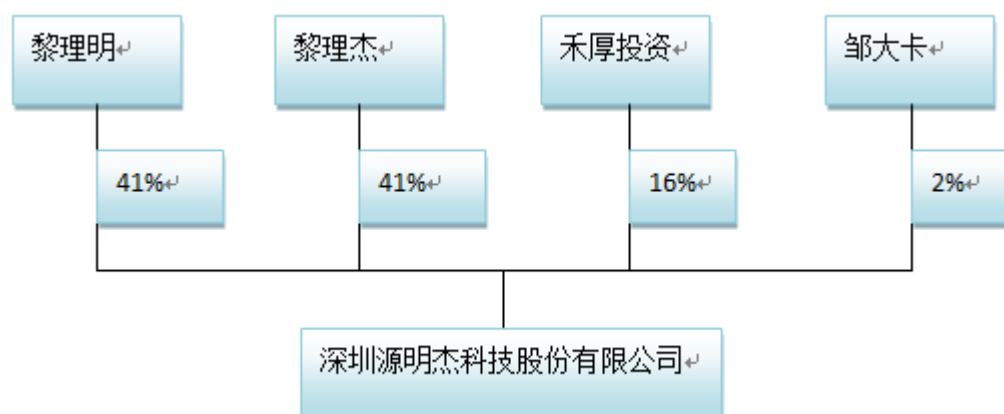 黎理明
黎理杰
禾厚投资
邹大卡
41%
41%
16%
2%
深圳源明杰科技股份有限公司